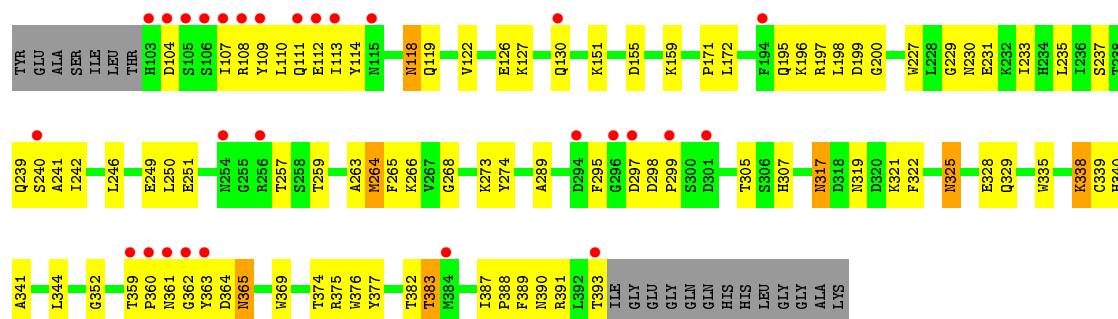 TYR GLU ALA SER ILE LEU THR H103 D104 S105 S106 I107 R108 Y109 L110 Q111 E112 I113 Y114 N115 N118 Q119 V122 E126 K127 Q130 K151 D155 K159 P171 L172 F194 Q195 K196 R197 L198 D199 G200 W227 L228 G229 N230 E231 K232 I233 H234 L235 I236 S237 T238
Q239 S240 A241 I242 L246 E249 L250 E251 N254 G255 R256 T257 S258 T259 A263 M264 F265 K266 V267 G268 K273 Y274 A289 D294 F295 G296 D297 D298 P299 S300 D301 T305 S306 H307 N317 D318 N319 D320 K321 F322 N325 E328 Q329 W335 K338 C339 H340
A341 L344 G352 T359 P360 N361 G362 Y363 D364 N365 W369 T374 R375 W376 Y377 T382 T383 M384 I387 P388 F389 N390 R391 L392 T393 ILE GLY GLU GLY GLN GLN HIS HIS LEU GLY GLY ALA LYS